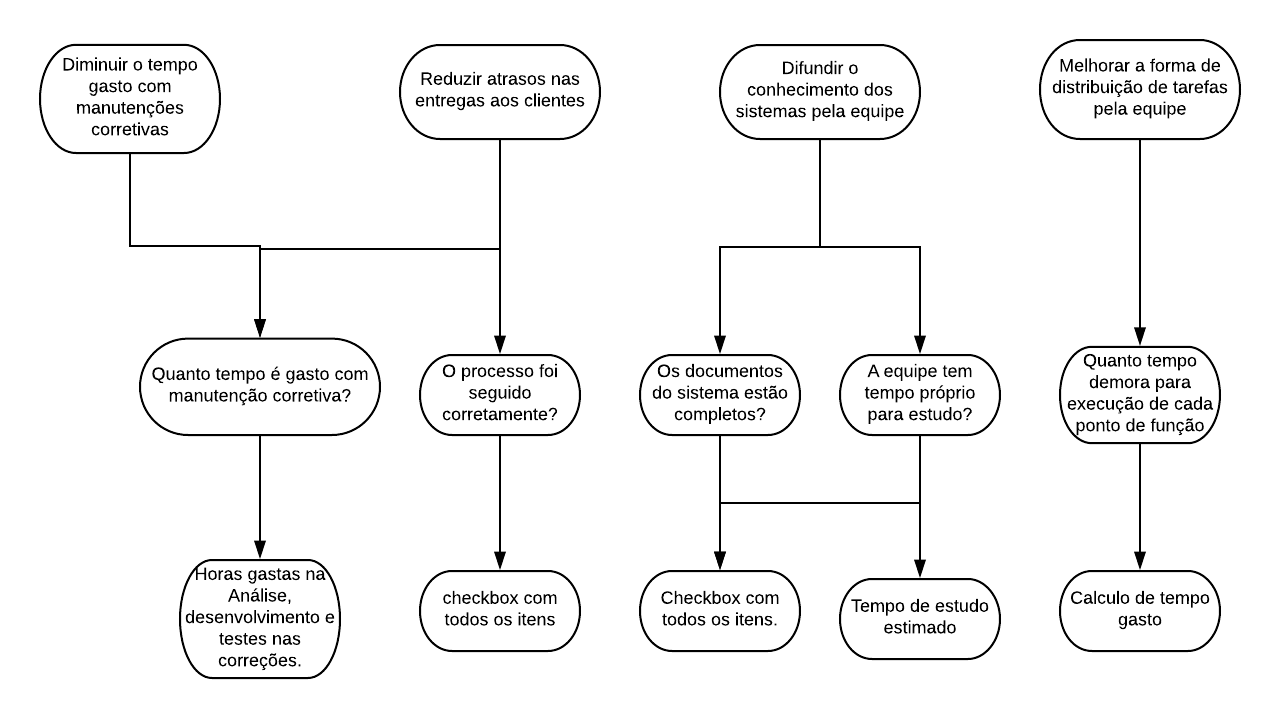 Diminuir o tempo
gasto com
manutenções
corretivas
Reduzir atrasos nas
entregas aos clientes
Difundir o
conhecimento dos
sistemas pela equipe
Melhorar a forma de
distribuição de tarefas
pela equipe
Quanto tempo é gasto com
manutenção corretiva?
O processo foi
seguido
corretamente?
Os documentos
do sistema estão
completos?
A equipe tem
tempo próprio
para estudo?
Quanto tempo
demora para
execução de cada
ponto de função
Horas gastas na
Análise,
desenvolvimento e
testes nas
correções.
checkbox com
todos os itens
Checkbox com
todos os itens.
Tempo de estudo
estimado
Calculo de tempo
gasto